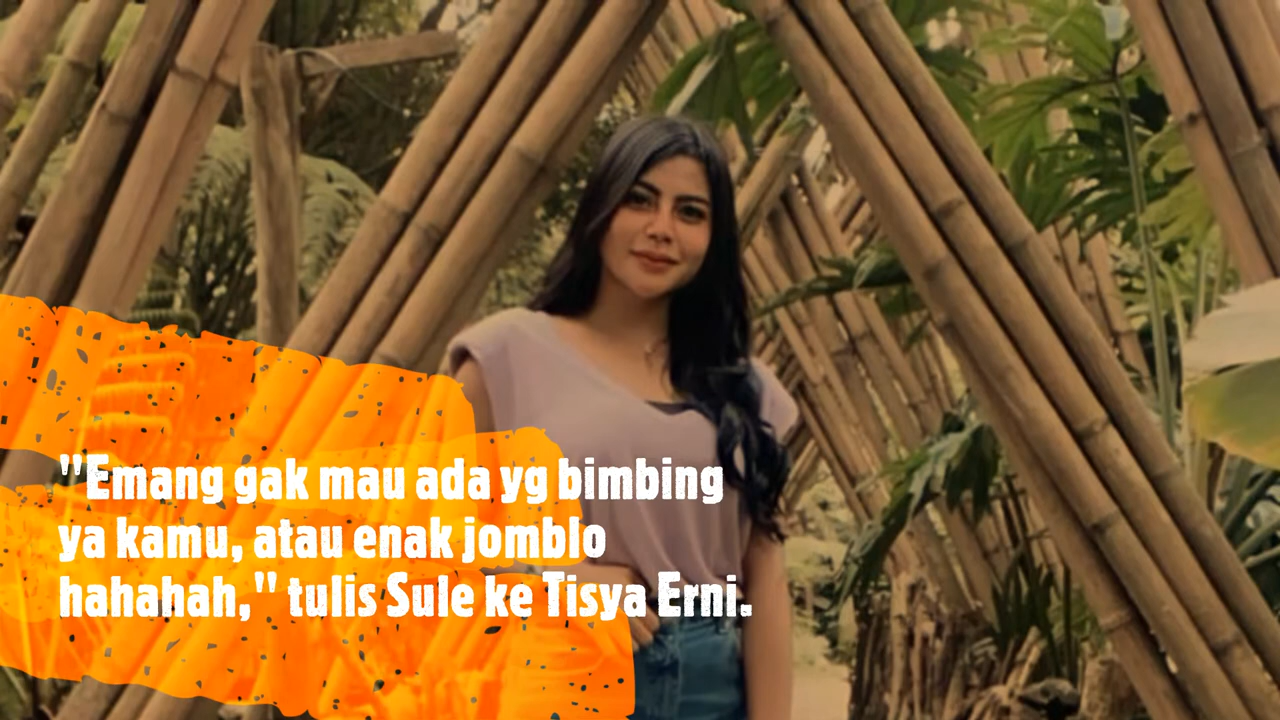 "Emang gak mau ada yg bimbing
ya kamu, atau enak jomblo
hahahah," tulis Sule ke Tisya Erni.